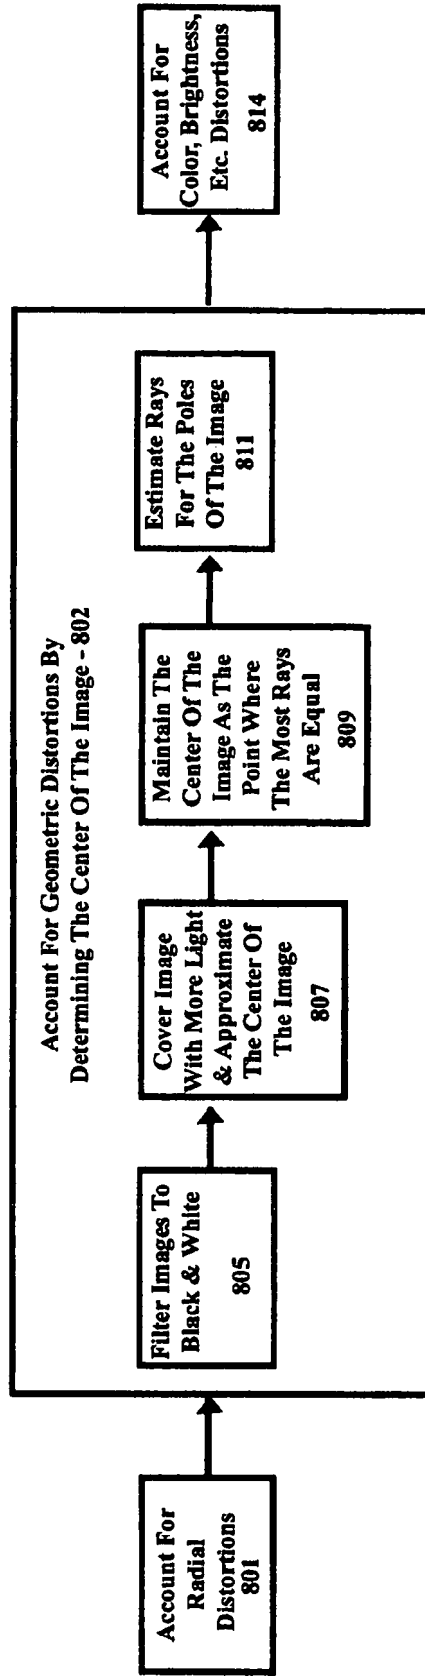 Account For
Radial
Distortions
801
Account For Geometric Distortions By
Determining The Center Of The Image - 802
Filter Images To
Black & White
805
Cover Image
With More Light
& Approximate
The Center Of
The Image
807
Maintain The
Center Of The
Image As The
Point Where
The Most Rays
Are Equal
809
Estimate Rays
For The Poles
Of The Image
811
Account For
Color, Brightness,
Etc. Distortions
814